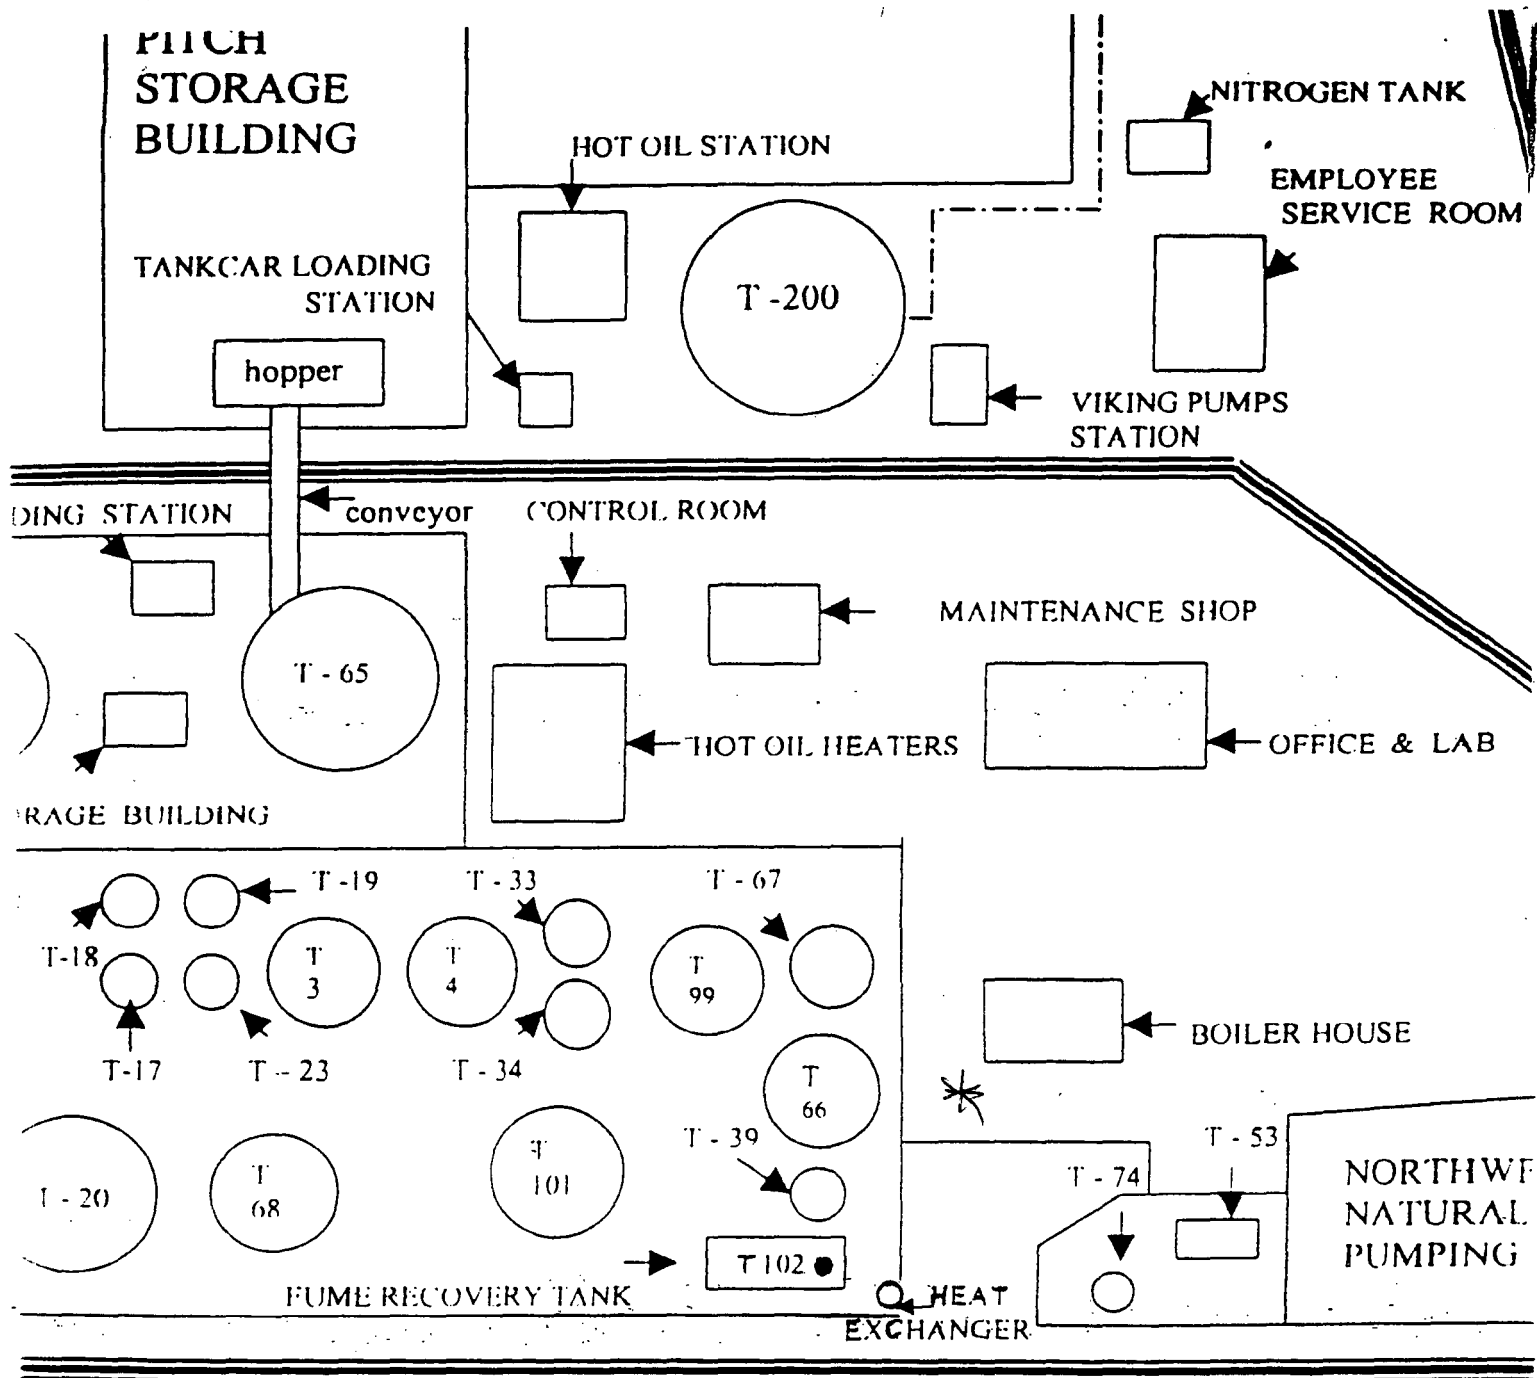 PITCH
STORAGE
BUILDING
NITROGEN TANK
HOT OIL STATION
EMPLOYEE
SERVICE ROOM
TANKCAR LOADING
STATION
T -200
hopper
VIKING PUMPS
STATION
DING STATION
conveyor
CONTROL ROOM
MAINTENANCE SHOP
T - 65
HOT OIL HEATERS
OFFICE & LAB
RAGE BUILDING
T -19
T - 33
T - 67
T-18
T
3
T
4
T
99
BOILER HOUSE
T-17
T - 23
T - 34
T
66
T - 39
T - 53
T - 74
T - 20
T
68
T
101
NORTHWE
NATURAL
PUMPING
T 102
FUME RECOVERY TANK
HEAT
EXCHANGER